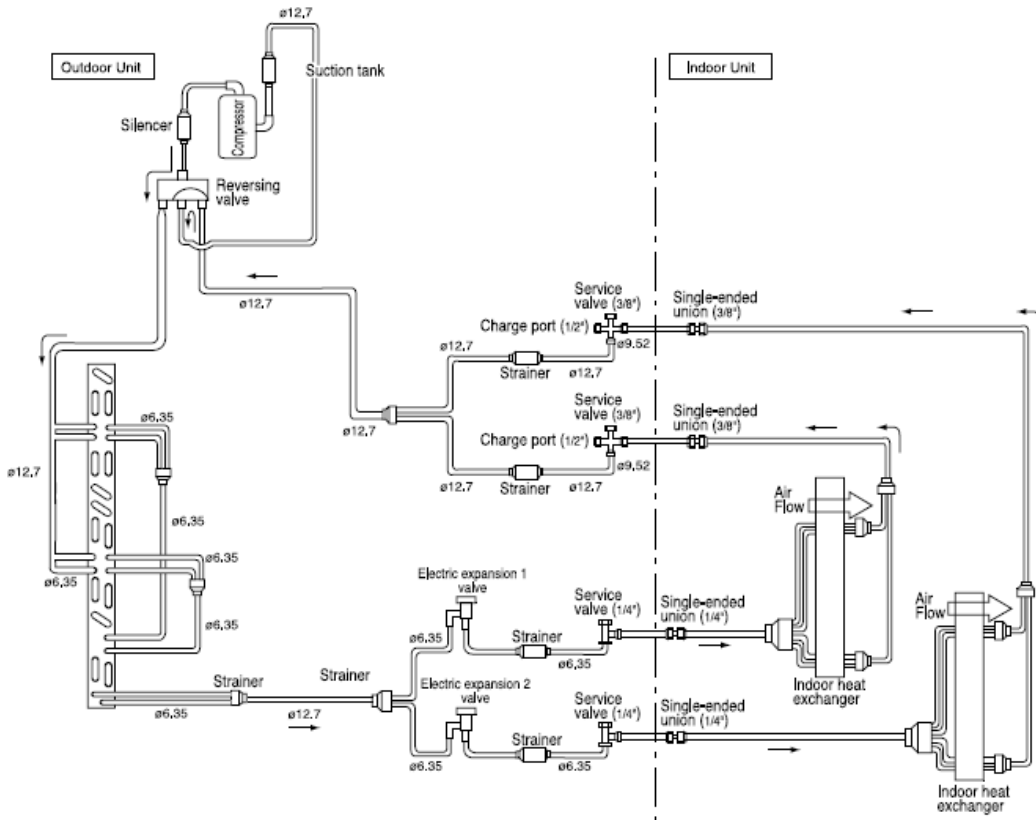 ø12.7
Outdoor Unit
Indoor Unit
Suction tank
Compressor
Silencer
Reversing
valve
ø12.7
Service
valve (3/8")
Single-ended
union (3/8")
Charge port (1/2")
ø9.52
ø12.7
Strainer
ø12.7
ø12.7
Service
valve (3/8")
Single-ended
union (3/8")
Charge port (1/2")
ø9.52
ø12.7
Strainer
ø12.7
ø6.35
ø12.7
ø6.35
ø6.35
ø6.35
ø6.35
Air
Flow
Air
Flow
Electric expansion 1
valve
Service
valve (1/4")
Single-ended
union (1/4")
ø6.35
Strainer
ø6.35
Indoor heat
exchanger
Strainer
Strainer
ø6.35
ø12.7
Electric expansion 2
valve
Service
valve (1/4")
Single-ended
union (1/4")
ø6.35
Strainer
ø6.35
Indoor heat
exchanger